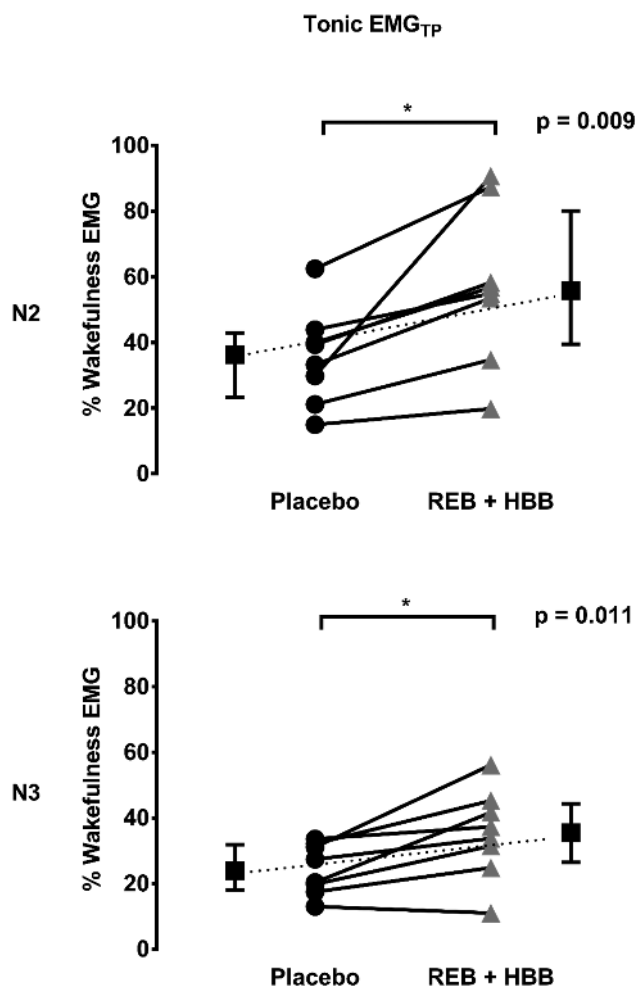 Tonic EMGTP
*
p = 0.009
100
80
60
40
20
0
% Wakefulness EMG
N2
Placebo
REB + HBB
*
p = 0.011
100
80
60
40
20
0
% Wakefulness EMG
N3
Placebo
REB + HBB